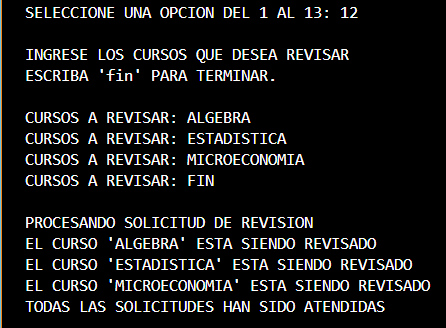 SELECCIONE UNA OPCION DEL 1 AL 13: 12
INGRESE LOS CURSOS QUE DESEA REVISAR
ESCRIBA 'fin' PARA TERMINAR.
CURSOS A REVISAR: ALGEBRA
CURSOS A REVISAR: ESTADISTICA
CURSOS A REVISAR: MICROECONOMIA
CURSOS A REVISAR: FIN
PROCESANDO SOLICITUD DE REVISION
EL CURSO 'ALGEBRA' ESTA SIENDO REVISADO
EL CURSO 'ESTADISTICA' ESTA SIENDO REVISADO
EL CURSO 'MICROECONOMIA' ESTA SIENDO REVISADO
TODAS LAS SOLICITUDES HAN SIDO ATENDIDAS